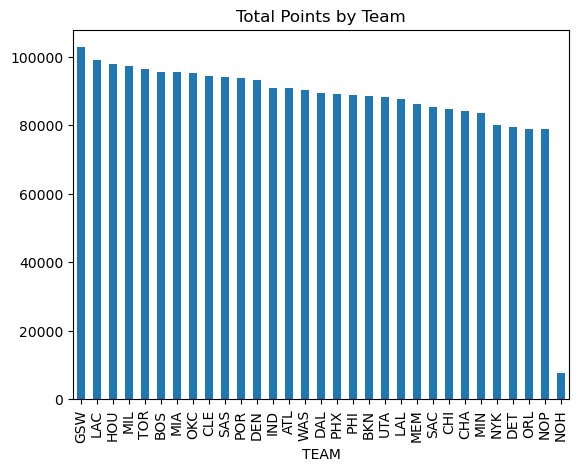 Total Points by Team
100000
80000
60000
40000
20000
0
GSW LAC HOU MIL TOR BOS MIA OKC CLE SAS POR DEN IND ATL WAS DAL PHX PHI BKN UTA LAL MEM SAC CHI CHA MIN NYK DET ORL NOP NOH
TEAM